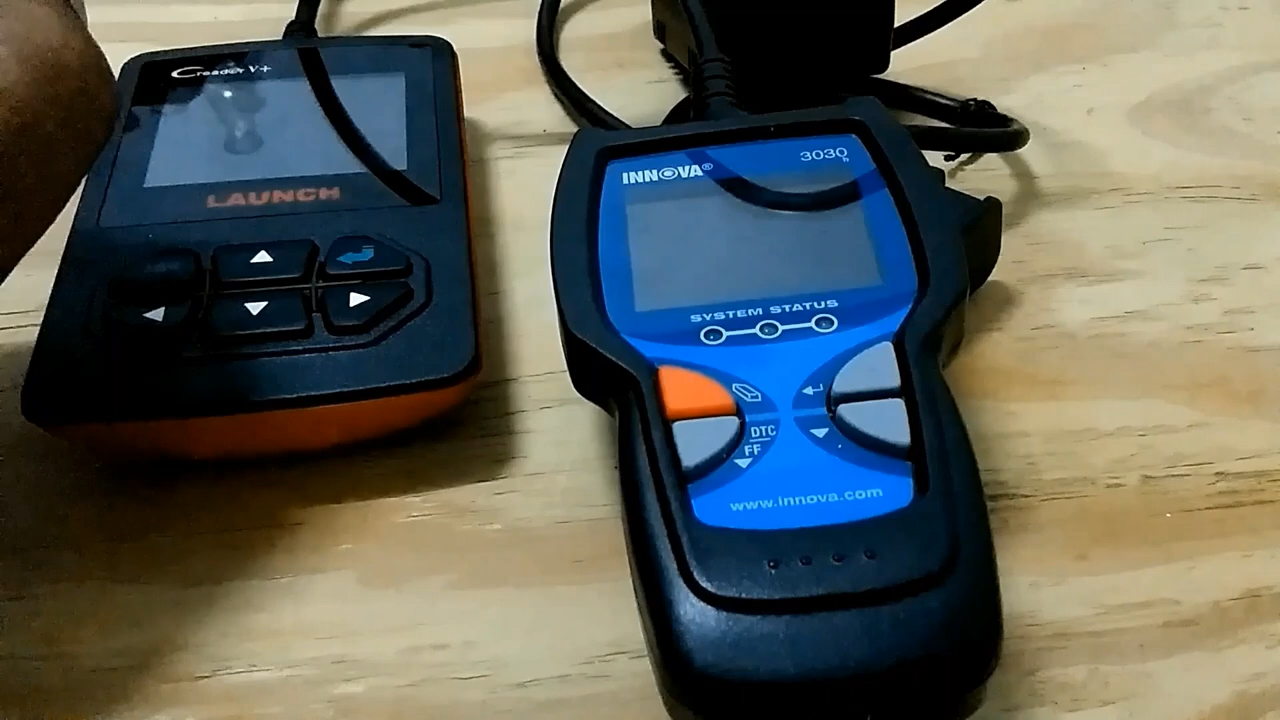 Creader V+
LAUNCH
INNOVA® 3030h
SYSTEM STATUS
DTC
FF
www.innova.com